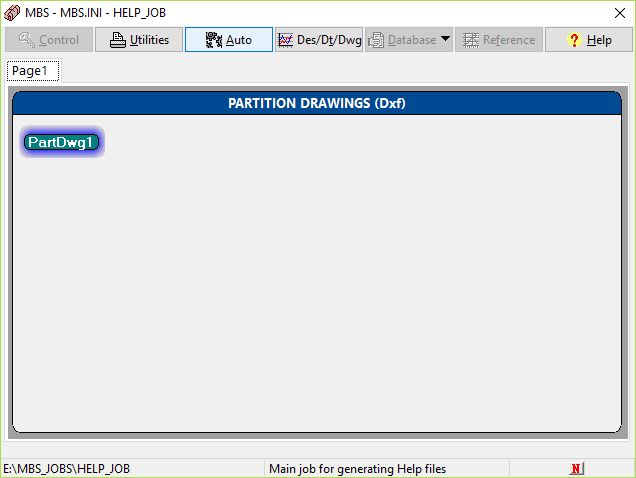 MBS - MBS.INI - HELP_JOB
Control Utilities Auto Des/Dt/Dwg Database Reference ? Help
Page1
PARTITION DRAWINGS (Dxf)
PartDwg1
E:\MBS_JOBS\HELP_JOB Main job for generating Help files N